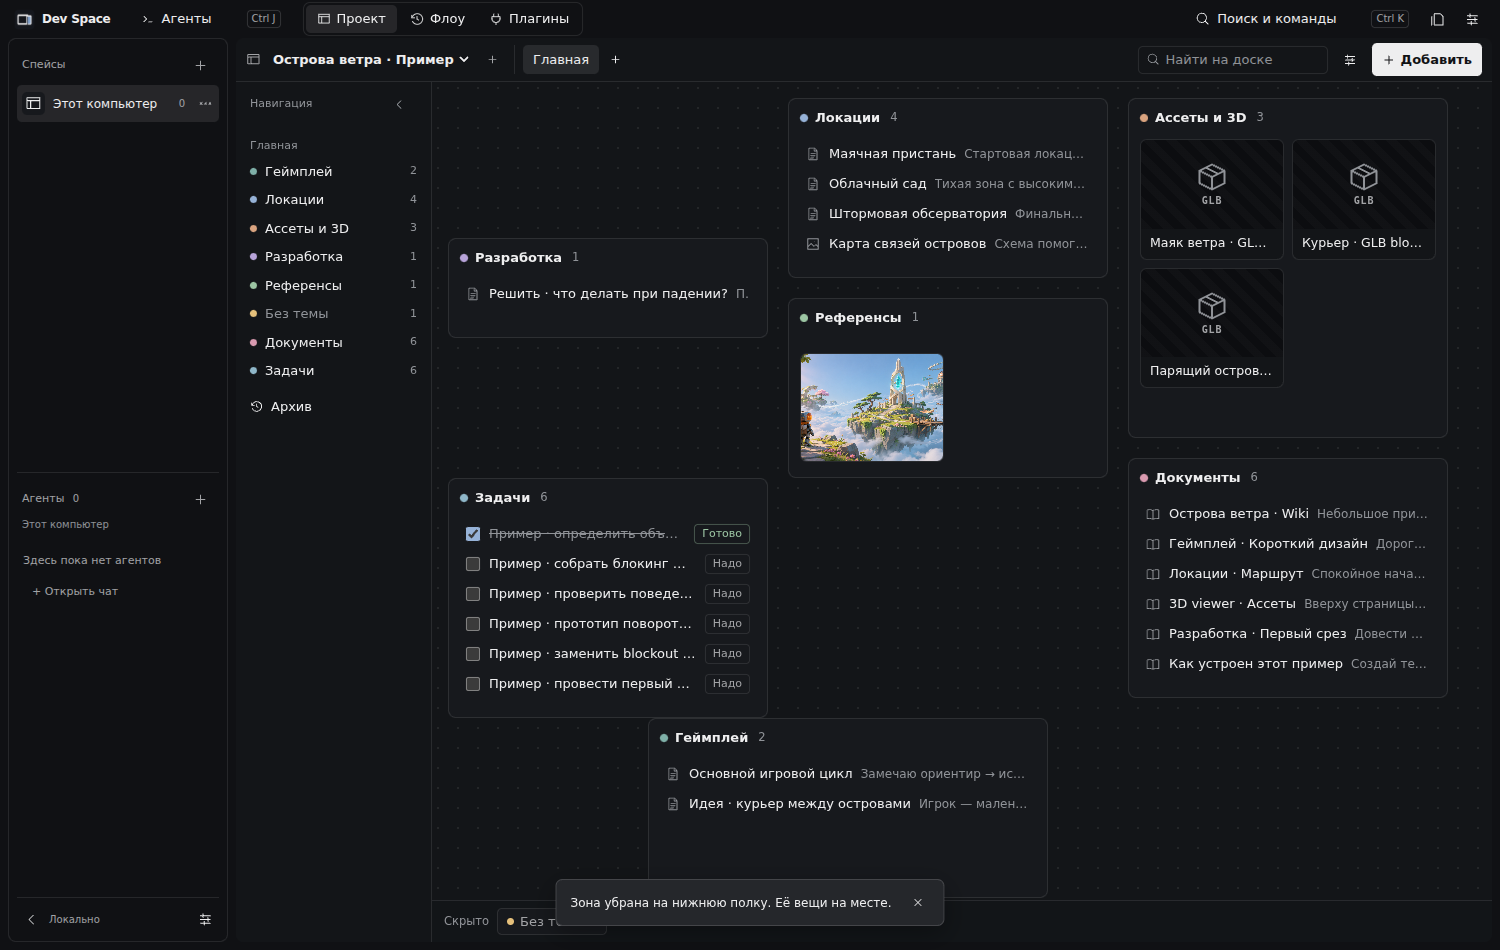 Dev Space
Агенты
Ctrl J
Проект
Флоу
Плагины
Поиск и команды
Ctrl K
Спейсы
Этот компьютер 0
Агенты 0
Этот компьютер
Здесь пока нет агентов
+ Открыть чат
Локально
Острова ветра · Пример
Главная
Найти на доске
Добавить
Навигация
Главная
Геймплей 2
Локации 4
Ассеты и 3D 3
Разработка 1
Референсы 1
Без темы 1
Документы 6
Задачи 6
Архив
Разработка 1
Решить · что делать при падении? П.
Задачи 6
Пример · определить объ… Готово
Пример · собрать блокинг … Надо
Пример · проверить поведе… Надо
Пример · прототип поворот… Надо
Пример · заменить blockout … Надо
Пример · провести первый … Надо
Локации 4
Маячная пристань Стартовая локац…
Облачный сад Тихая зона с высоким…
Штормовая обсерватория Финальн…
Карта связей островов Схема помог…
Референсы 1
Ассеты и 3D 3
GLB
Маяк ветра · GL…
GLB
Курьер · GLB blo…
GLB
Парящий остров…
Документы 6
Острова ветра · Wiki Небольшое при…
Геймплей · Короткий дизайн Дорог…
Локации · Маршрут Спокойное нача…
3D viewer · Ассеты Вверху страницы…
Разработка · Первый срез Довести …
Как устроен этот пример Создай те…
Геймплей 2
Основной игровой цикл Замечаю ориентир → ис…
Идея · курьер между островами Игрок — мален…
Скрыто
Без
Зона убрана на нижнюю полку. Её вещи на месте.